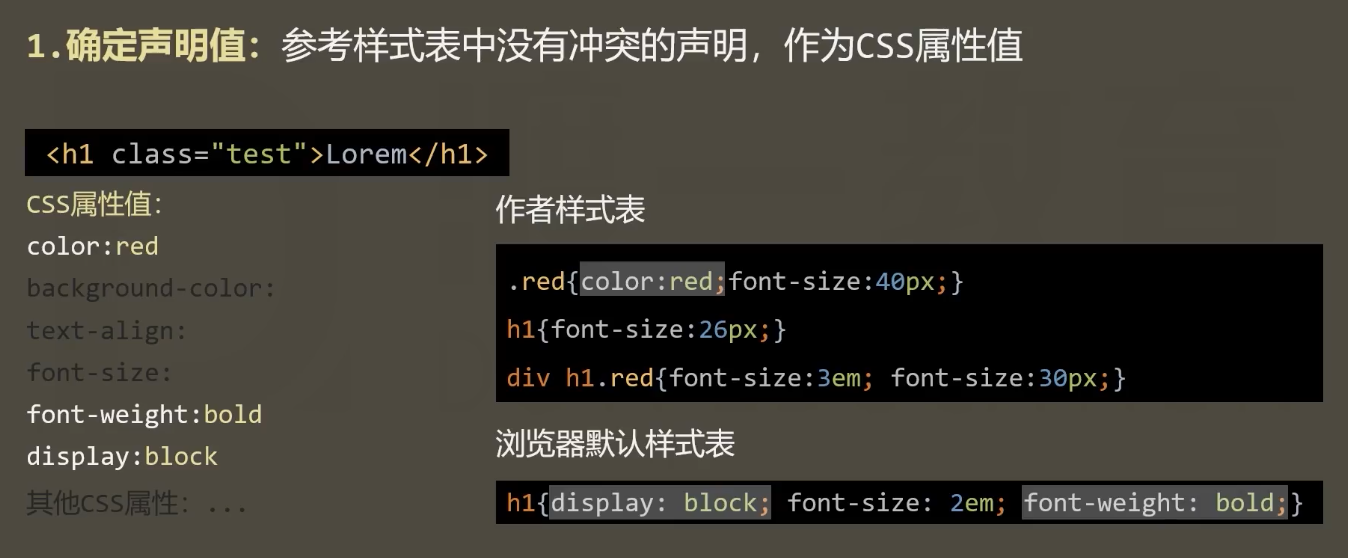 1.确定声明值：参考样式表中没有冲突的声明，作为CSS属性值
<h1 class="test">Lorem</h1>
CSS属性值：
color:red
background-color:
text-align:
font-size:
font-weight:bold
display:block
其他CSS属性：...
作者样式表
.red{color:red;font-size:40px;}
h1{font-size:26px;}
div h1.red{font-size:3em; font-size:30px;}
浏览器默认样式表
h1{display: block; font-size: 2em; font-weight: bold;}